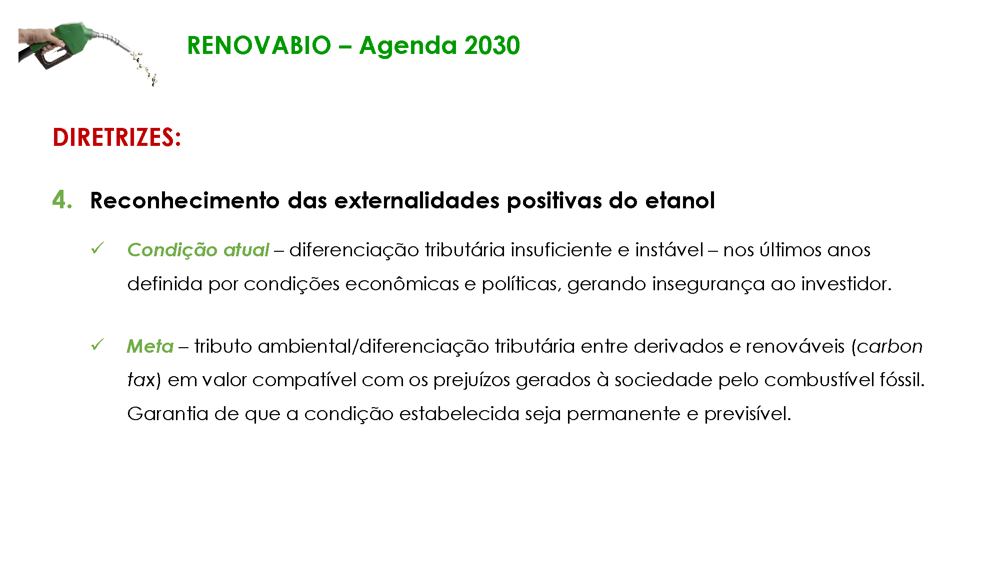 RENOVABIO – Agenda 2030
DIRETRIZES:
4. Reconhecimento das externalidades positivas do etanol
✓ Condição atual – diferenciação tributária insuficiente e instável – nos últimos anos
definida por condições econômicas e políticas, gerando insegurança ao investidor.
✓ Meta – tributo ambiental/diferenciação tributária entre derivados e renováveis (carbon
tax) em valor compatível com os prejuízos gerados à sociedade pelo combustível fóssil.
Garantia de que a condição estabelecida seja permanente e previsível.